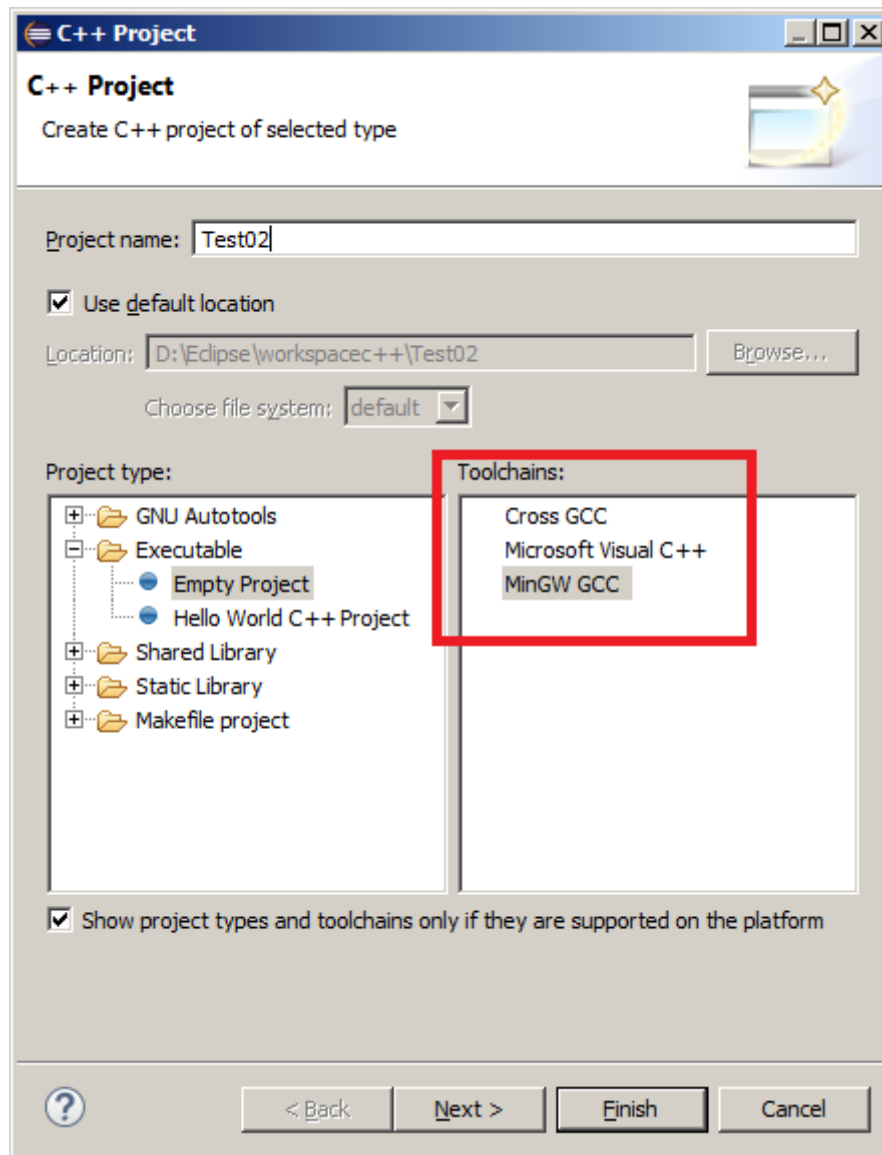 C++ Project
C++ Project
Create C++ project of selected type
Project name: Test02
Use default location
Location: D:\Eclipse\workspacec++\Test02 Browse...
Choose file system: default
Project type: Toolchains:
GNU Autotools Cross GCC
Executable Microsoft Visual C++
Empty Project MinGW GCC
Hello World C++ Project
Shared Library
Static Library
Makefile project
Show project types and toolchains only if they are supported on the platform
? < Back Next > Finish Cancel